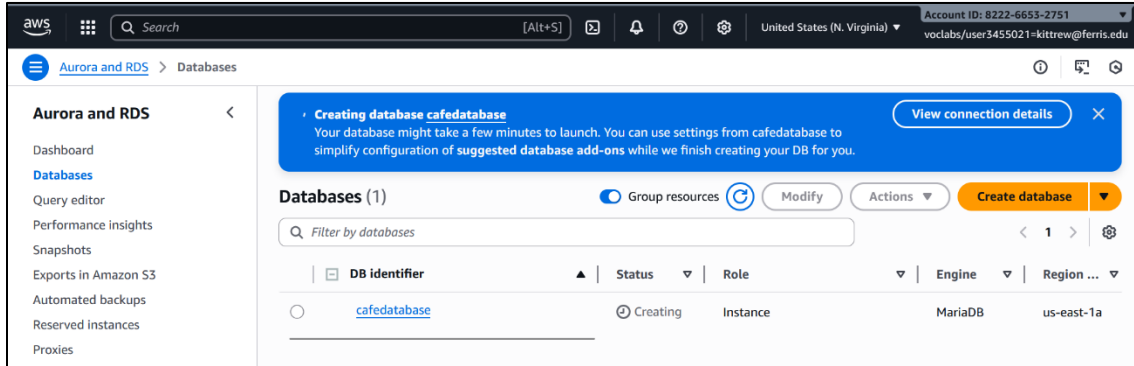 aws
Search
[Alt+S]
United States (N. Virginia)
Account ID: 8222-6653-2751
voclabs/user3455021=kittrew@ferris.edu
Aurora and RDS > Databases
Aurora and RDS
Dashboard
Databases
Query editor
Performance insights
Snapshots
Exports in Amazon S3
Automated backups
Reserved instances
Proxies
Creating database cafedatabase
Your database might take a few minutes to launch. You can use settings from cafedatabase to
simplify configuration of suggested database add-ons while we finish creating your DB for you.
View connection details
Databases (1)
Group resources
Modify
Actions
Create database
Filter by databases
1
DB identifier
Status
Role
Engine
Region ...
cafedatabase
Creating
Instance
MariaDB
us-east-1a